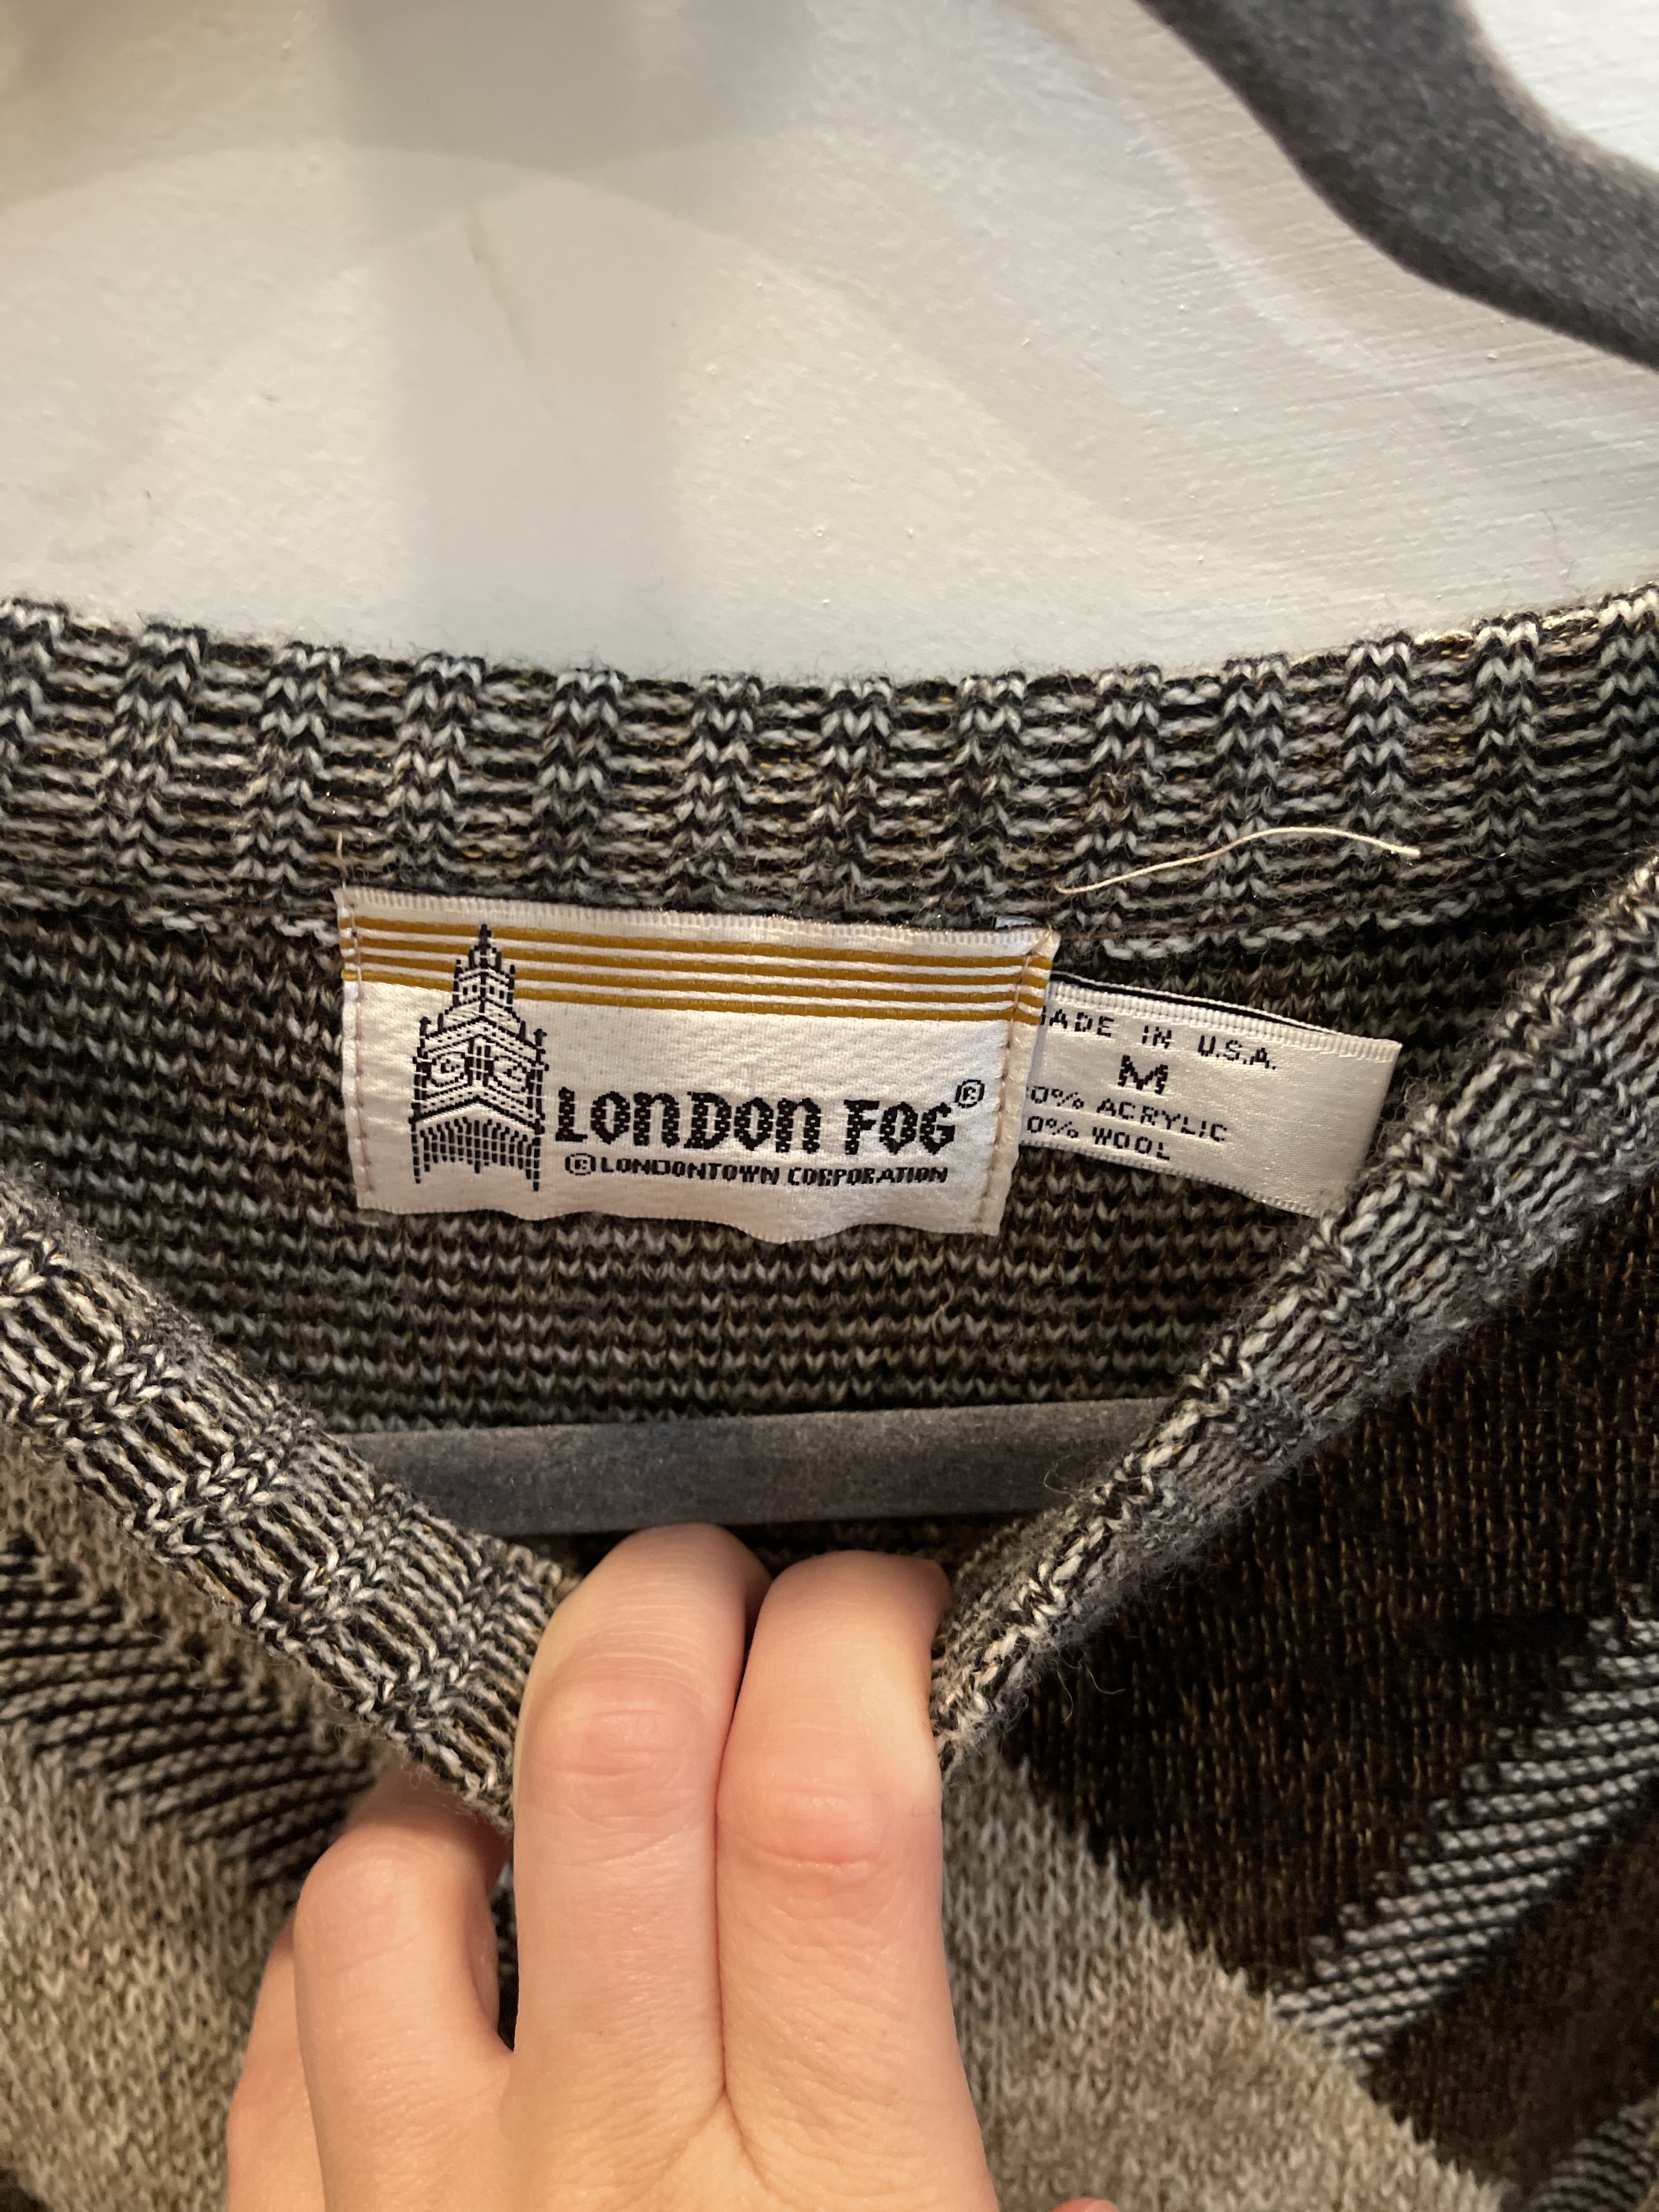 LONDON FOG®
® LONDONTOWN CORPORATION
ADE IN U.S.A.
M
0% ACRYLIC
0% WOOL